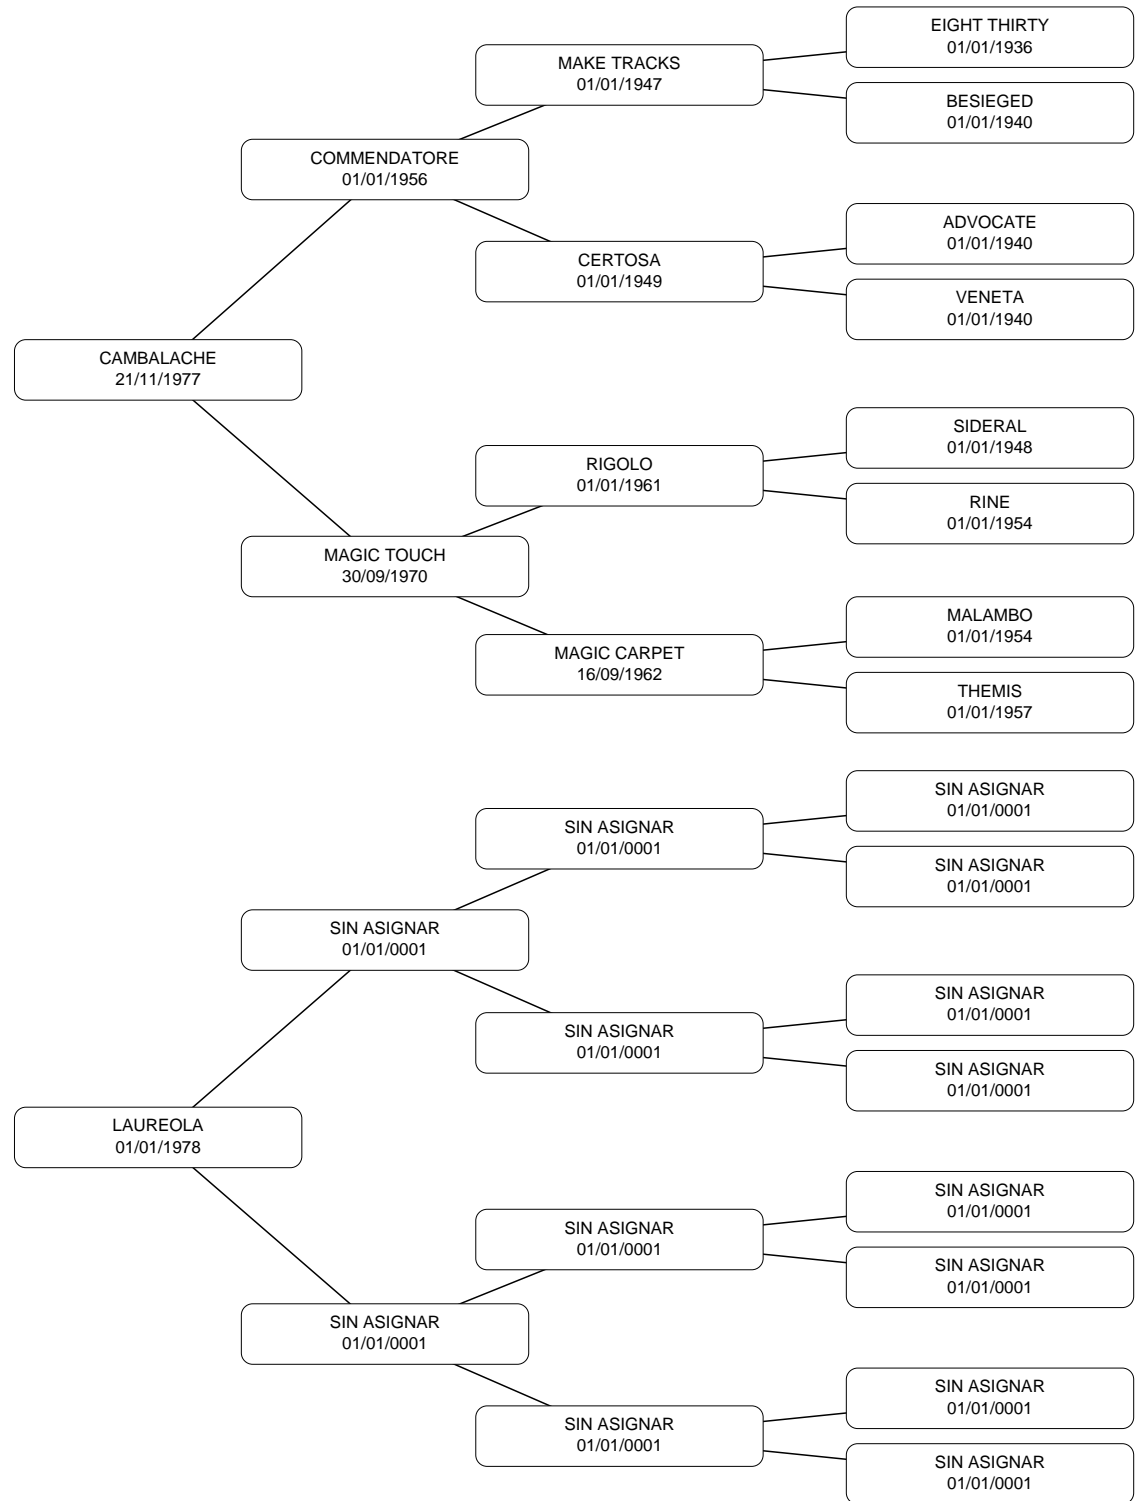 EIGHT THIRTY
01/01/1936
MAKE TRACKS
01/01/1947
BESIEGED
01/01/1940
COMMENDATORE
01/01/1956
ADVOCATE
01/01/1940
CERTOSA
01/01/1949
VENETA
01/01/1940
CAMBALACHE
21/11/1977
SIDERAL
01/01/1948
RIGOLO
01/01/1961
RINE
01/01/1954
MAGIC TOUCH
30/09/1970
MALAMBO
01/01/1954
MAGIC CARPET
16/09/1962
THEMIS
01/01/1957
SIN ASIGNAR
01/01/0001
SIN ASIGNAR
01/01/0001
SIN ASIGNAR
01/01/0001
SIN ASIGNAR
01/01/0001
SIN ASIGNAR
01/01/0001
SIN ASIGNAR
01/01/0001
SIN ASIGNAR
01/01/0001
LAUREOLA
01/01/1978
SIN ASIGNAR
01/01/0001
SIN ASIGNAR
01/01/0001
SIN ASIGNAR
01/01/0001
SIN ASIGNAR
01/01/0001
SIN ASIGNAR
01/01/0001
SIN ASIGNAR
01/01/0001
SIN ASIGNAR
01/01/0001